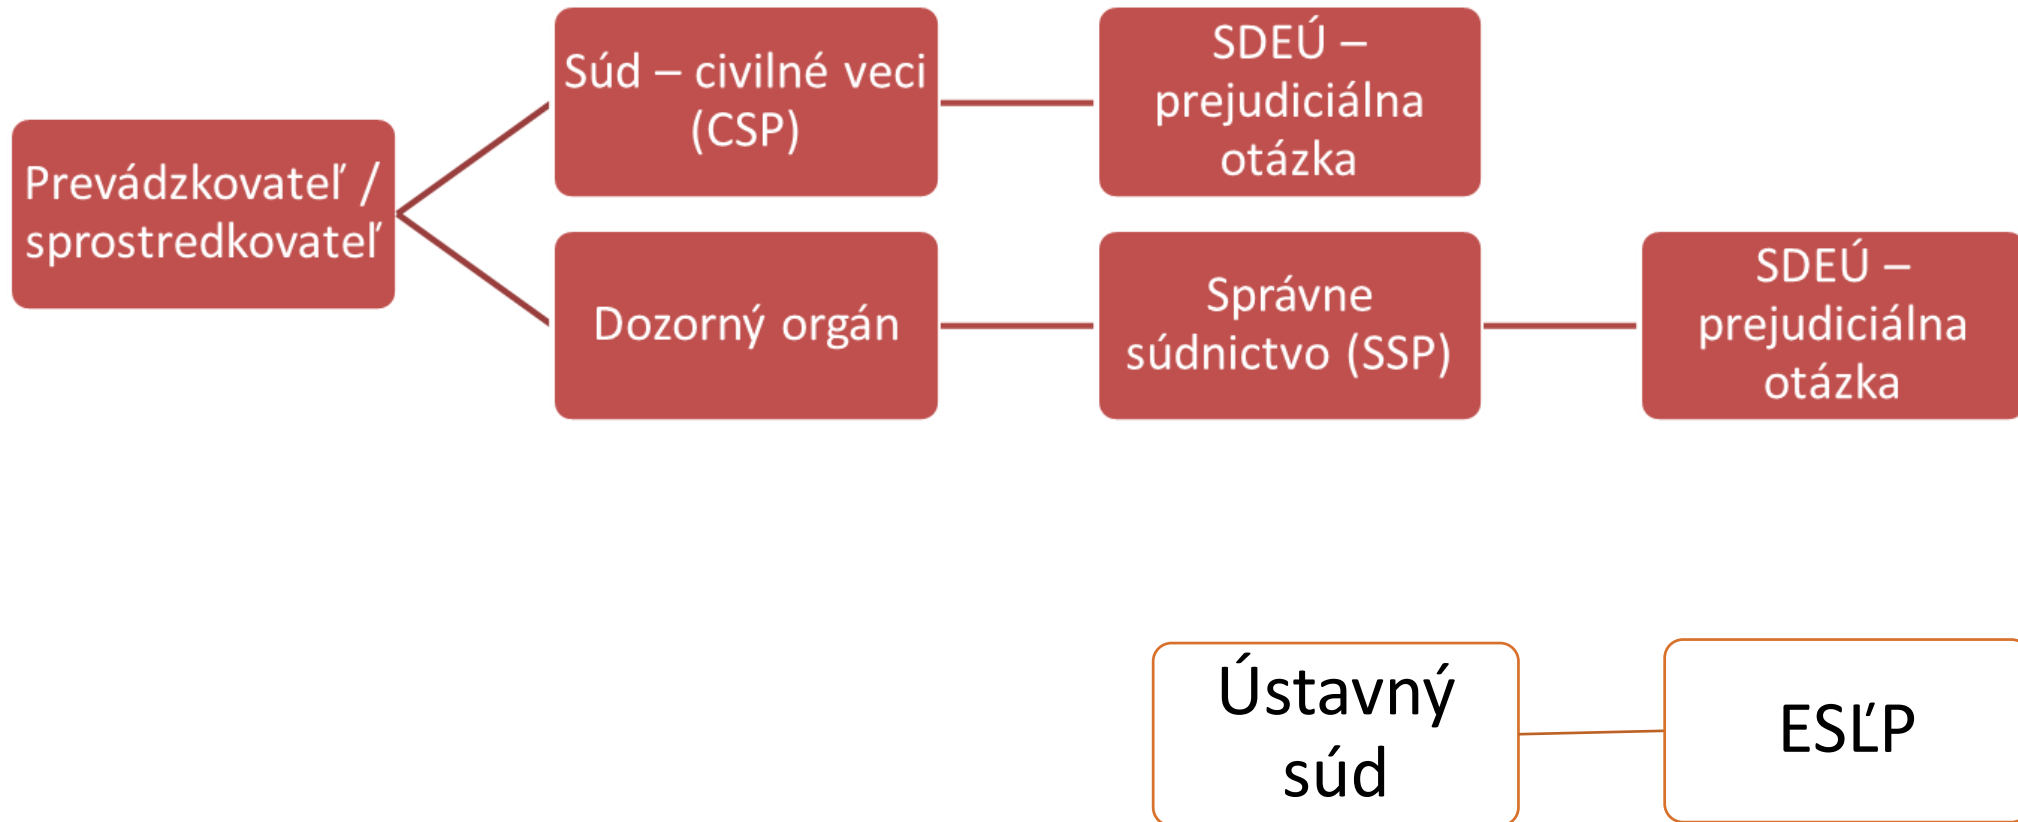 Prevádzkovateľ /
sprostredkovateľ
Súd – civilné veci
(CSP)
SDEÚ –
prejudiciálna
otázka
Dozorný orgán
Správne
súdnictvo (SSP)
SDEÚ –
prejudiciálna
otázka
Ústavný
súd
ESĽP